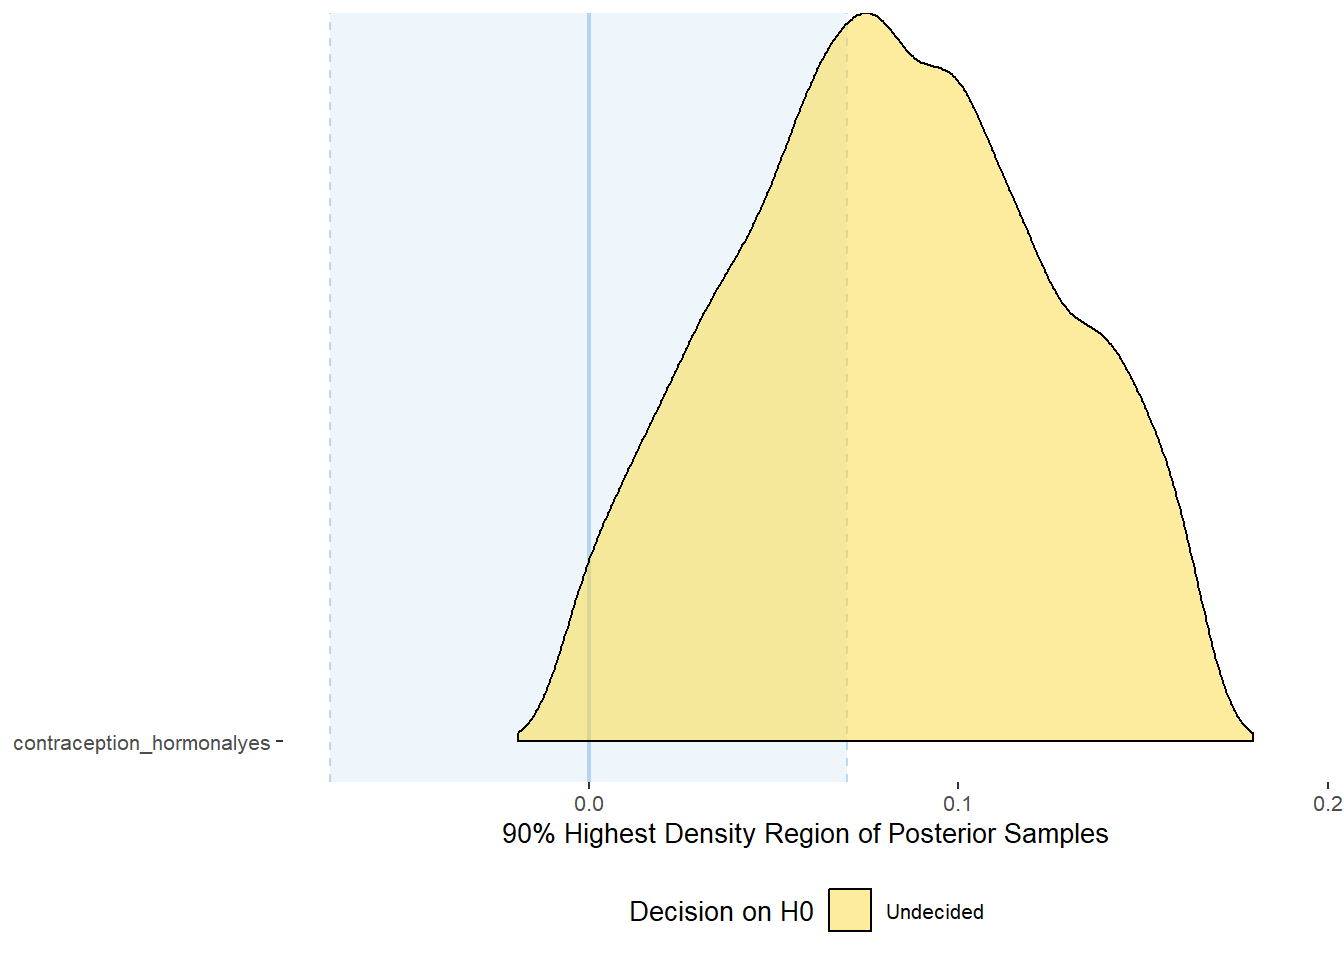 contraception_hormonalyes
0.0 0.1 0.2
90% Highest Density Region of Posterior Samples
Decision on H0 Undecided